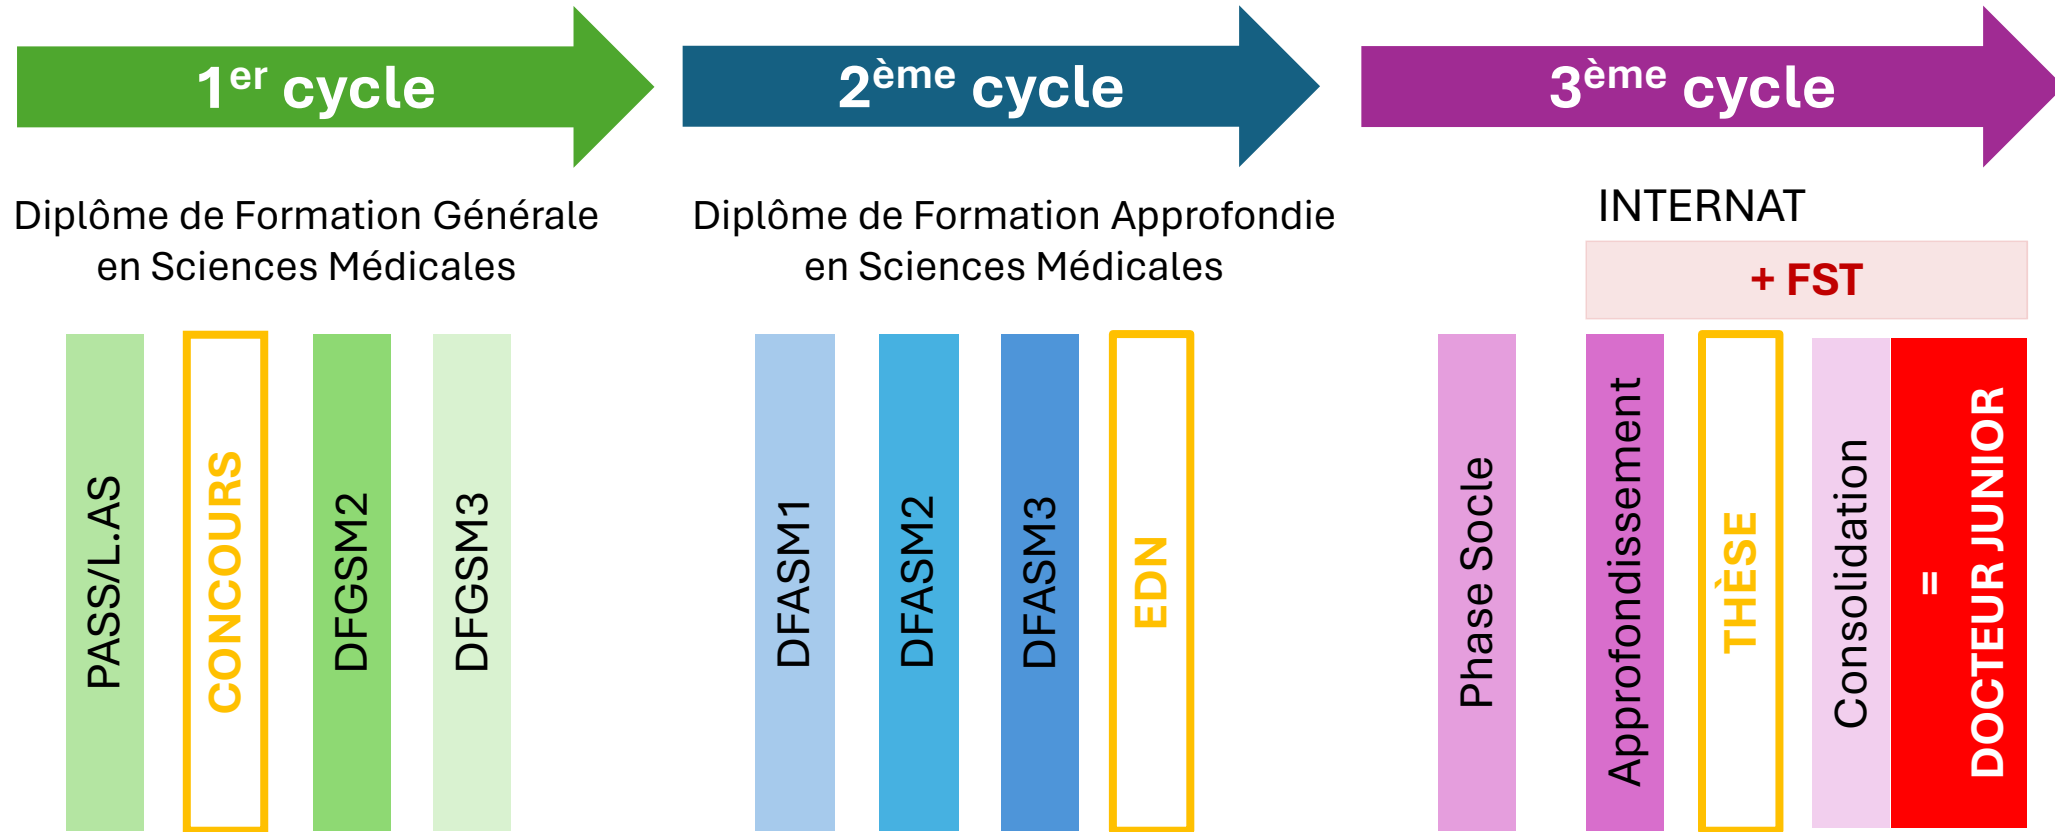 1er cycle
2ème cycle
3ème cycle
Diplôme de Formation Générale
en Sciences Médicales
Diplôme de Formation Approfondie
en Sciences Médicales
INTERNAT
+ FST
PASS/L.AS
CONCOURS
DFGSM2
DFGSM3
DFASM1
DFASM2
DFASM3
EDN
Phase Socle
Approfondissement
THÈSE
Consolidation
=
DOCTEUR JUNIOR